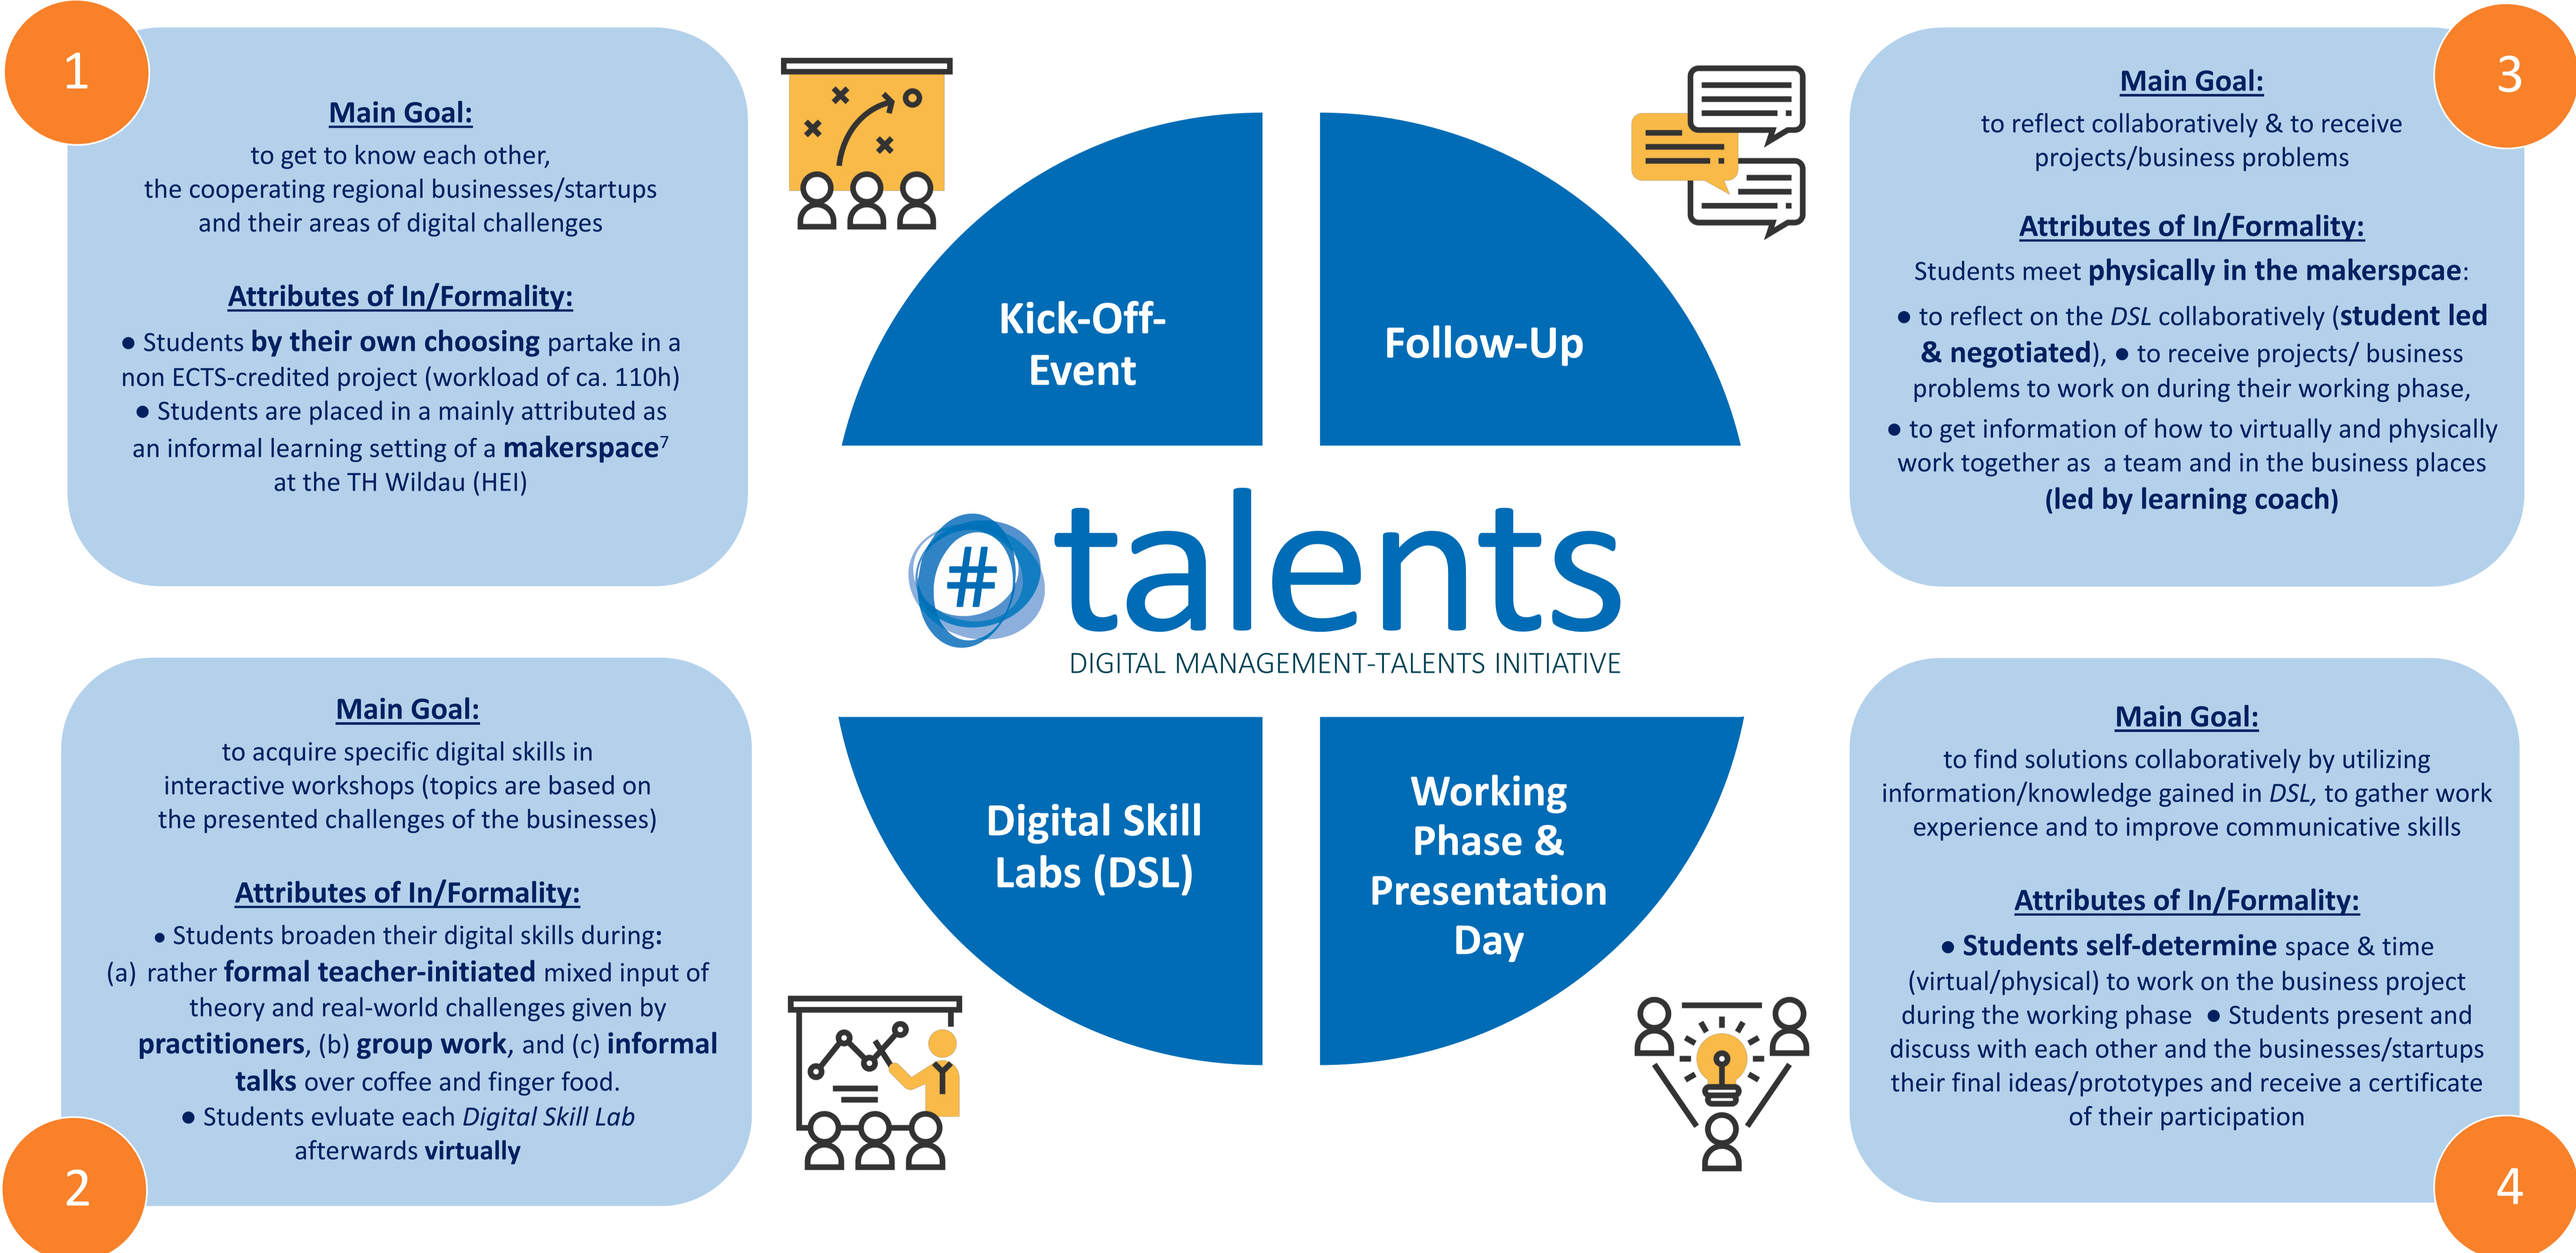 1
Main Goal:
to get to know each other,
the cooperating regional businesses/startups
and their areas of digital challenges
Attributes of In/Formality:
● Students by their own choosing partake in a
non ECTS-credited project (workload of ca. 110h)
● Students are placed in a mainly attributed as
an informal learning setting of a makerspace⁷
at the TH Wildau (HEI)
2
Main Goal:
to acquire specific digital skills in
interactive workshops (topics are based on
the presented challenges of the businesses)
Attributes of In/Formality:
● Students broaden their digital skills during:
(a) rather formal teacher-initiated mixed input of
theory and real-world challenges given by
practitioners, (b) group work, and (c) informal
talks over coffee and finger food.
● Students evluate each Digital Skill Lab
afterwards virtually
Kick-Off-
Event
Follow-Up
#talents
DIGITAL MANAGEMENT-TALENTS INITIATIVE
Digital Skill
Labs (DSL)
Working
Phase &
Presentation
Day
3
Main Goal:
to reflect collaboratively & to receive
projects/business problems
Attributes of In/Formality:
Students meet physically in the makerspcae:
● to reflect on the DSL collaboratively (student led
& negotiated), ● to receive projects/ business
problems to work on during their working phase,
● to get information of how to virtually and physically
work together as a team and in the business places
(led by learning coach)
4
Main Goal:
to find solutions collaboratively by utilizing
information/knowledge gained in DSL, to gather work
experience and to improve communicative skills
Attributes of In/Formality:
● Students self-determine space & time
(virtual/physical) to work on the business project
during the working phase ● Students present and
discuss with each other and the businesses/startups
their final ideas/prototypes and receive a certificate
of their participation